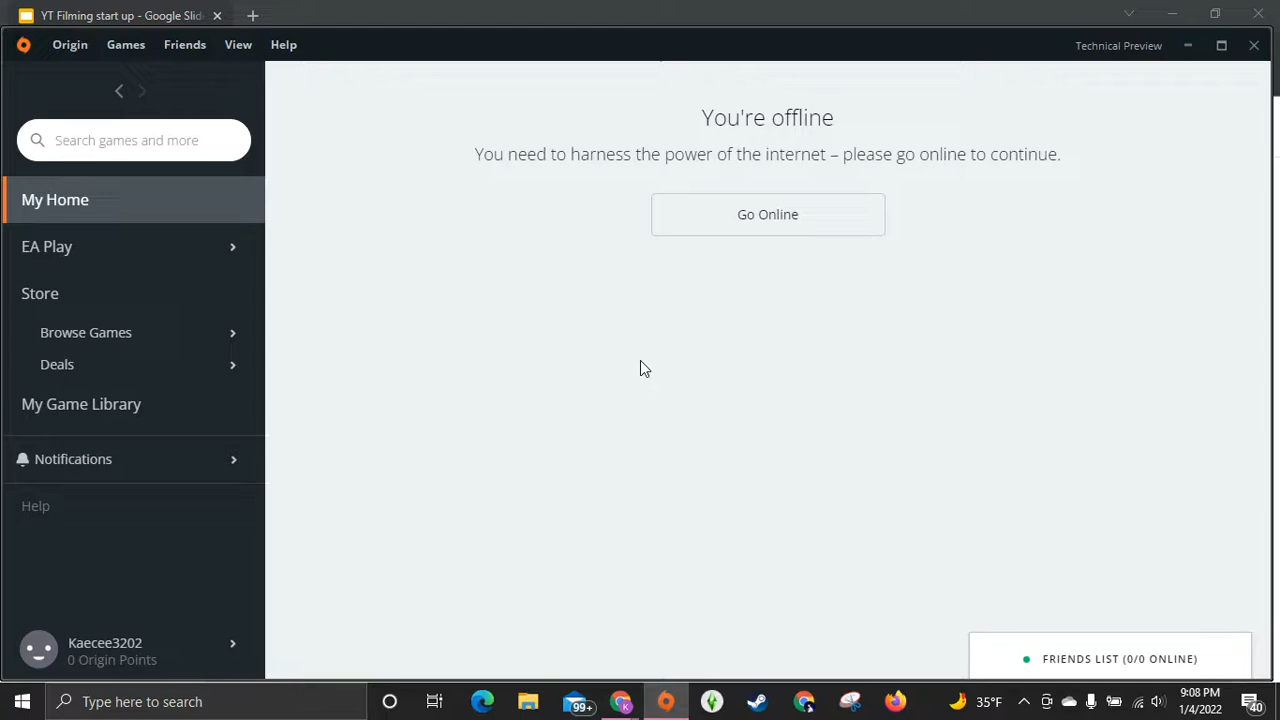 YT Filming start up - Google Slid
Origin Games Friends View Help
Technical Preview
Search games and more
My Home
EA Play
Store
Browse Games
Deals
My Game Library
Notifications
Help
Kaecee3202
0 Origin Points
You're offline
You need to harness the power of the internet – please go online to continue.
Go Online
FRIENDS LIST (0/0 ONLINE)
Type here to search
99+
K
35°F
9:08 PM
1/4/2022
40